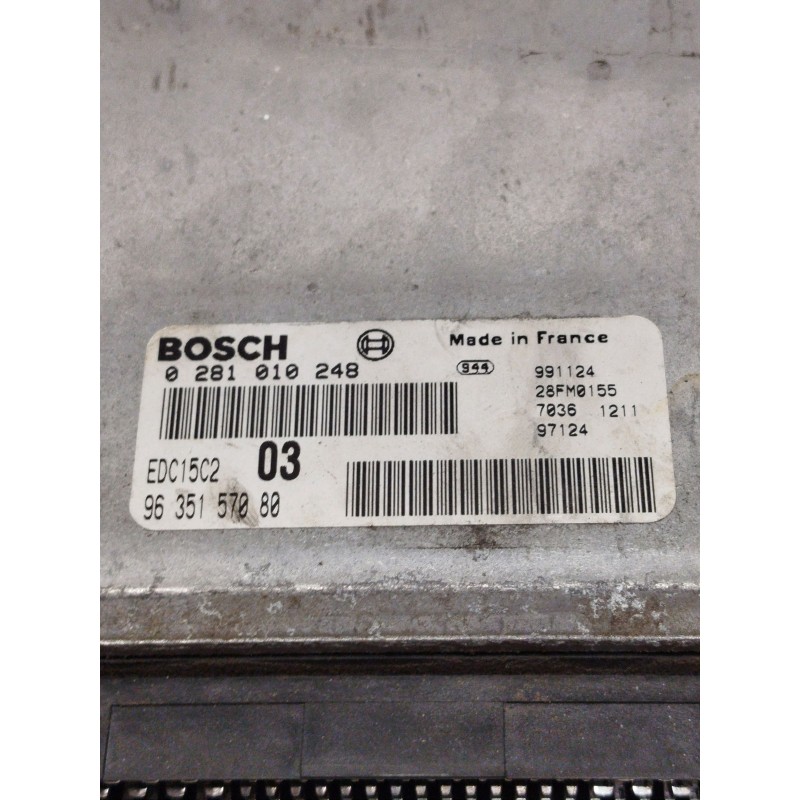 BOSCH Made in France
0 281 010 248 944 991124
28FM0155
7036 1211
97124
EDC15C2 03
96 351 570 80